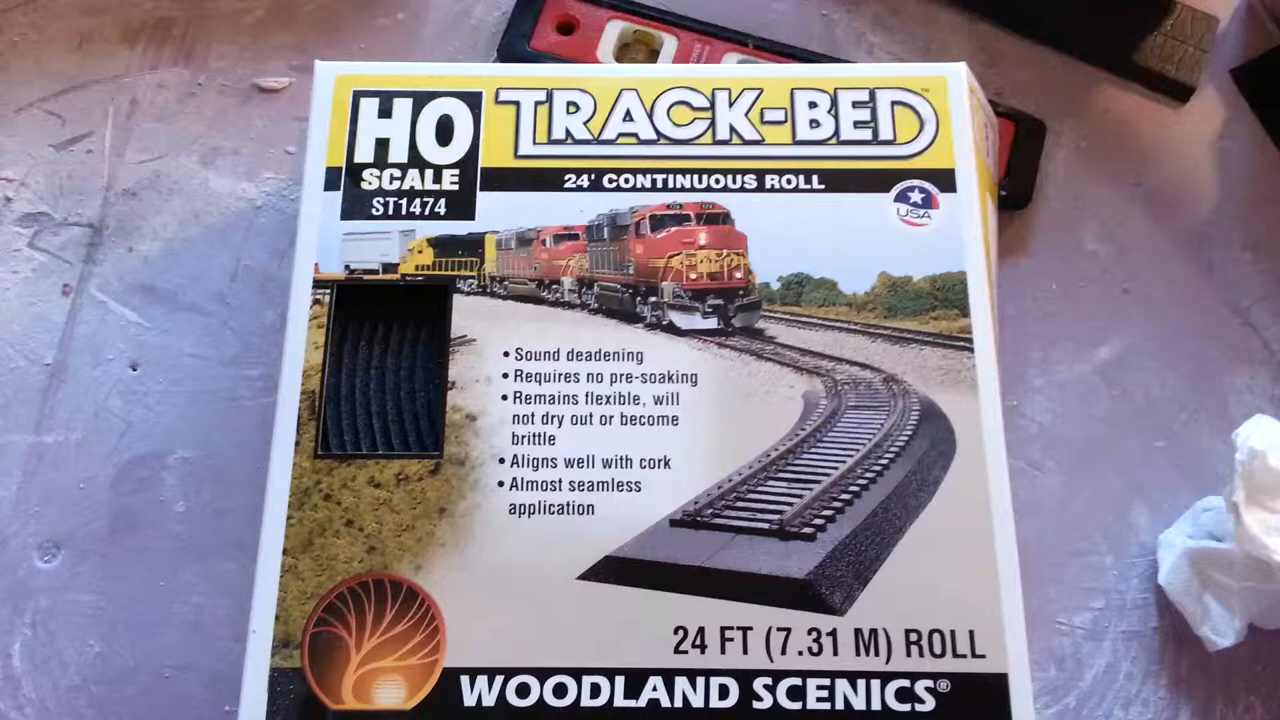 HO
SCALE
ST1474
TRACK-BED™
24' CONTINUOUS ROLL
USA
• Sound deadening
• Requires no pre-soaking
• Remains flexible, will
not dry out or become
brittle
• Aligns well with cork
• Almost seamless
application
24 FT (7.31 M) ROLL
WOODLAND SCENICS®